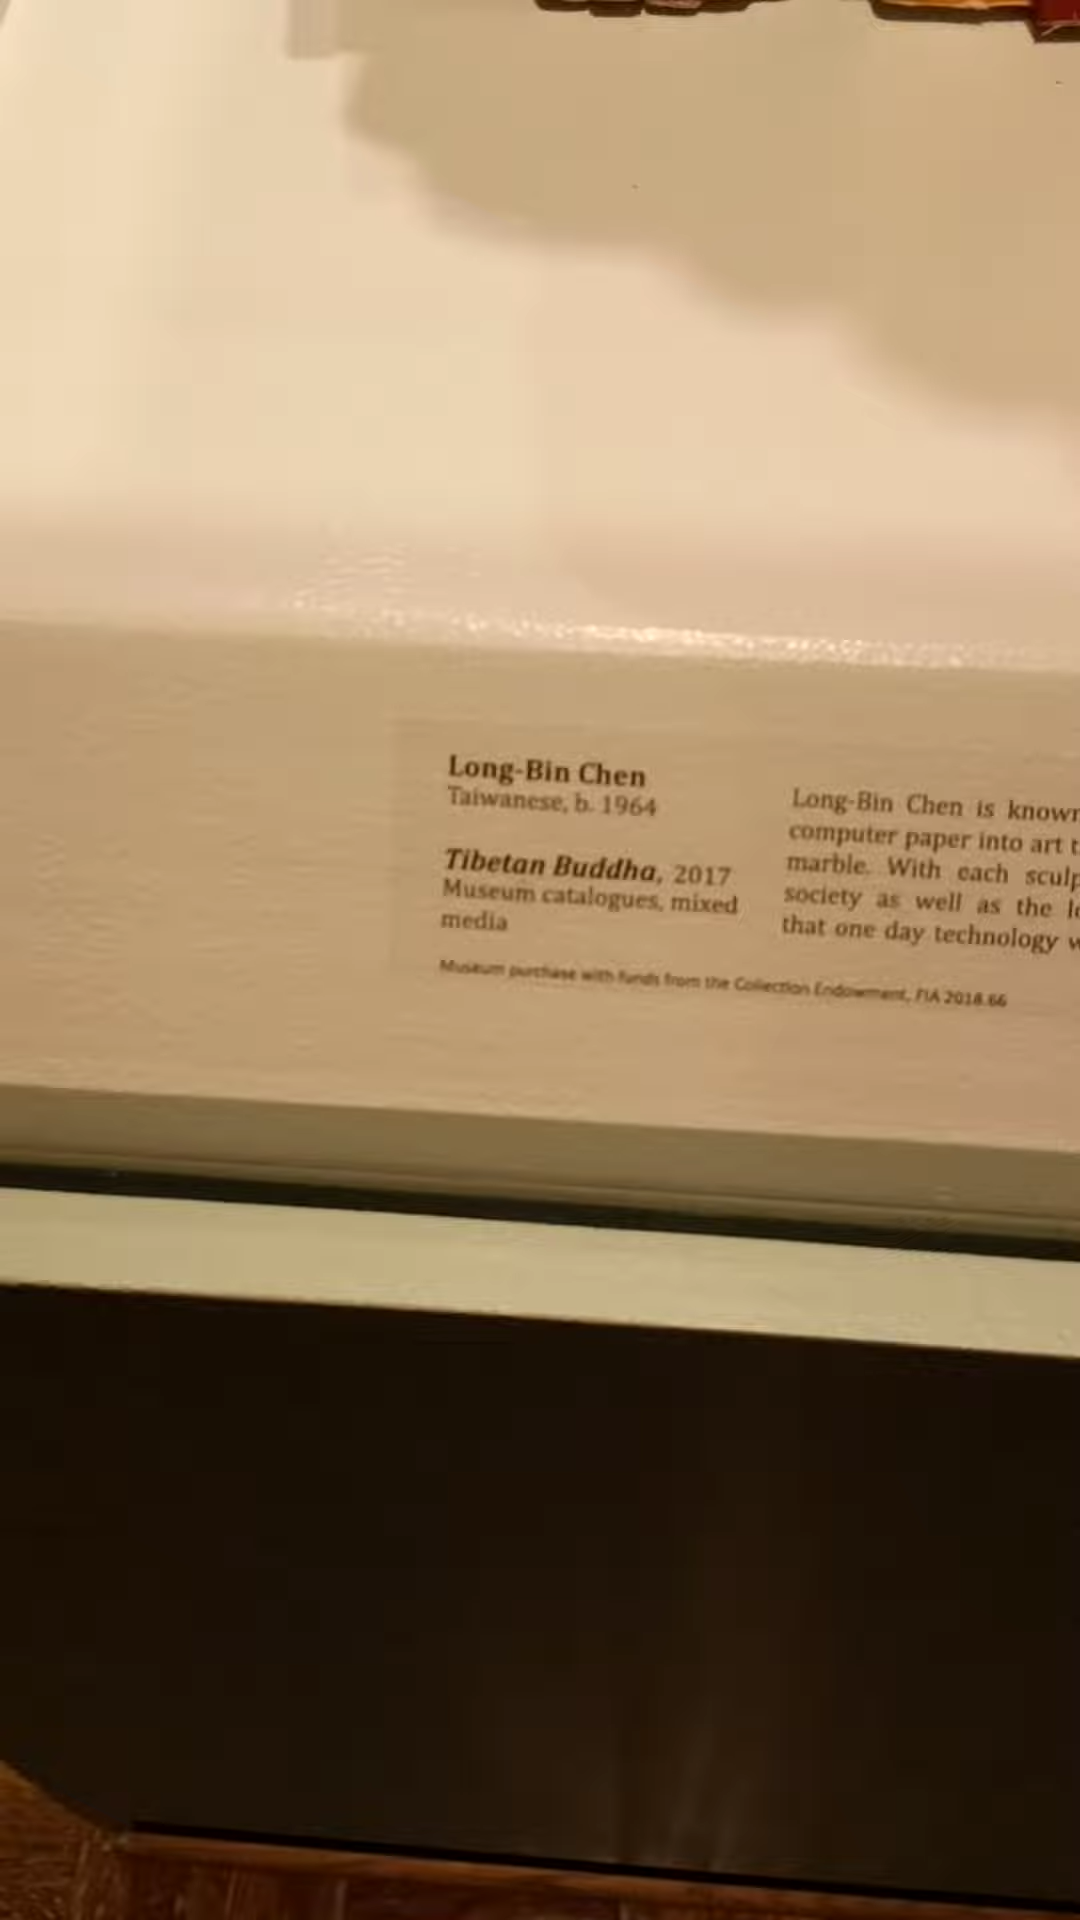 Long-Bin Chen
Taiwanese, b. 1964
Tibetan Buddha, 2017
Museum catalogues, mixed
media
Museum purchase with funds from the Collection Endowment, FIA 2018.66
Long-Bin Chen is known
computer paper into art
marble. With each
society as well as the
that one day technology